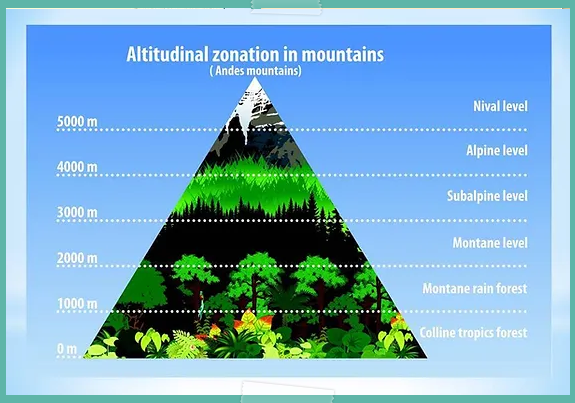 Altitudinal zonation in mountains
( Andes mountains)
5000 m
Nival level
Alpine level
4000 m
Subalpine level
3000 m
Montane level
2000 m
Montane rain forest
1000 m
Colline tropics forest
0 m